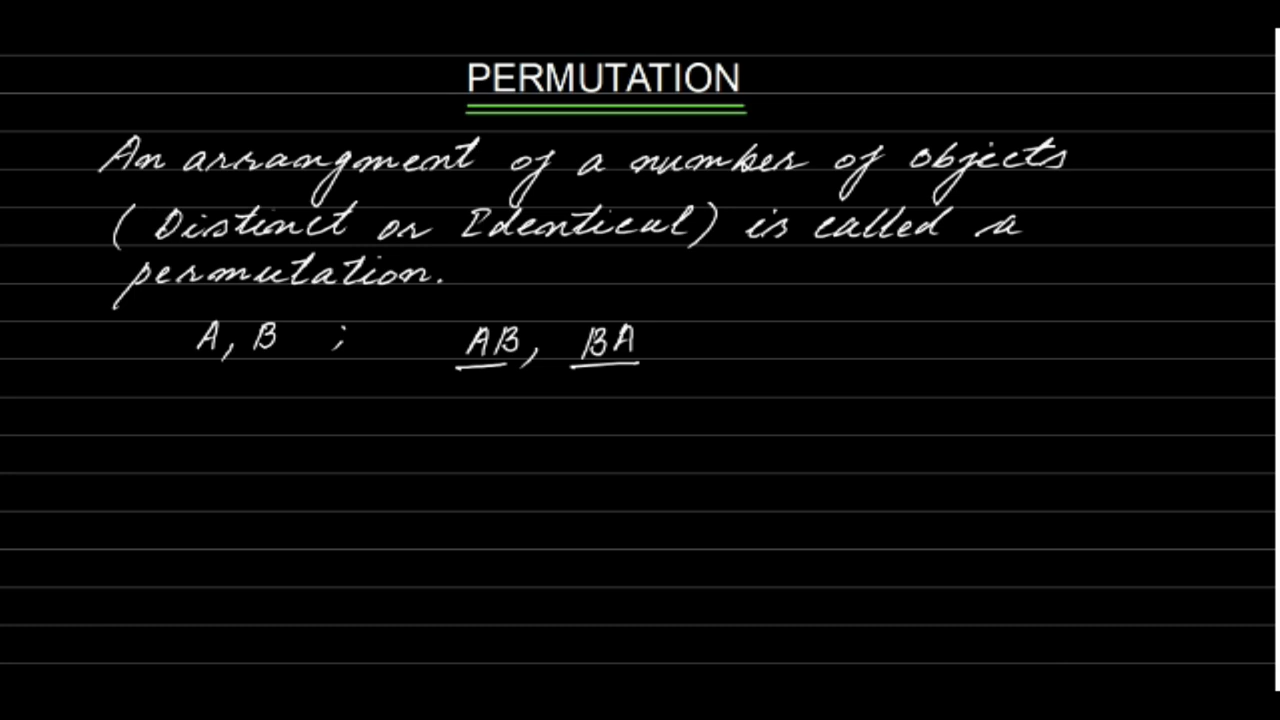 PERMUTATION
An arrangment of a number of objects
( Distinct or Identical) is called a
permutation.
A, B ; AB, BA